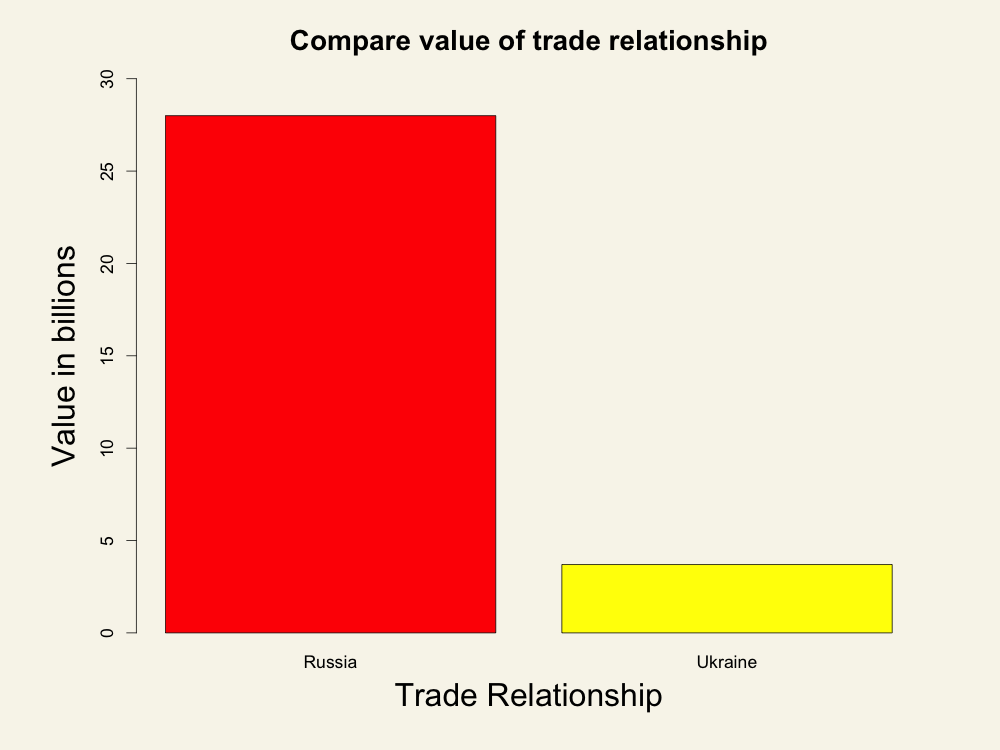 Compare value of trade relationship
Value in billions
30
25
20
15
10
5
0
Russia
Ukraine
Trade Relationship